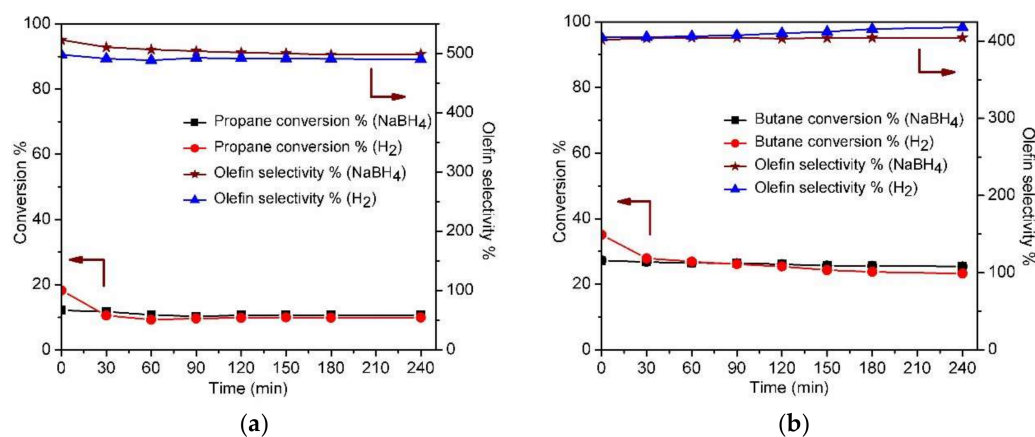 100
80
60
40
20
0
Conversion %
500
400
300
200
100
0
Olefin selectivity %
Propane conversion % (NaBH4)
Propane conversion % (H2)
Olefin selectivity % (NaBH4)
Olefin selectivity % (H2)
0 30 60 90 120 150 180 210 240
Time (min)
(a)
100
80
60
40
20
0
Conversion %
400
300
200
100
0
Olefin selectivity %
Butane conversion % (NaBH4)
Butane conversion % (H2)
Olefin selectivity % (NaBH4)
Olefin selectivity % (H2)
0 30 60 90 120 150 180 210 240
Time (min)
(b)